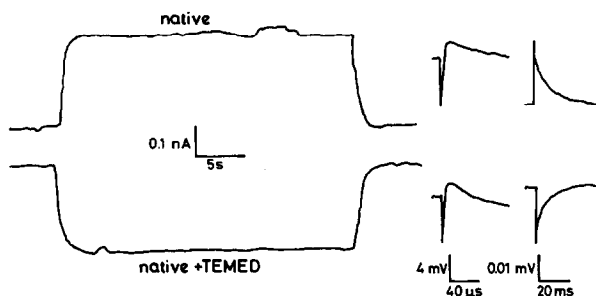 native
0.1 nA
5s
native +TEMED
4 mV
40 µs
0.01 mV
20 ms